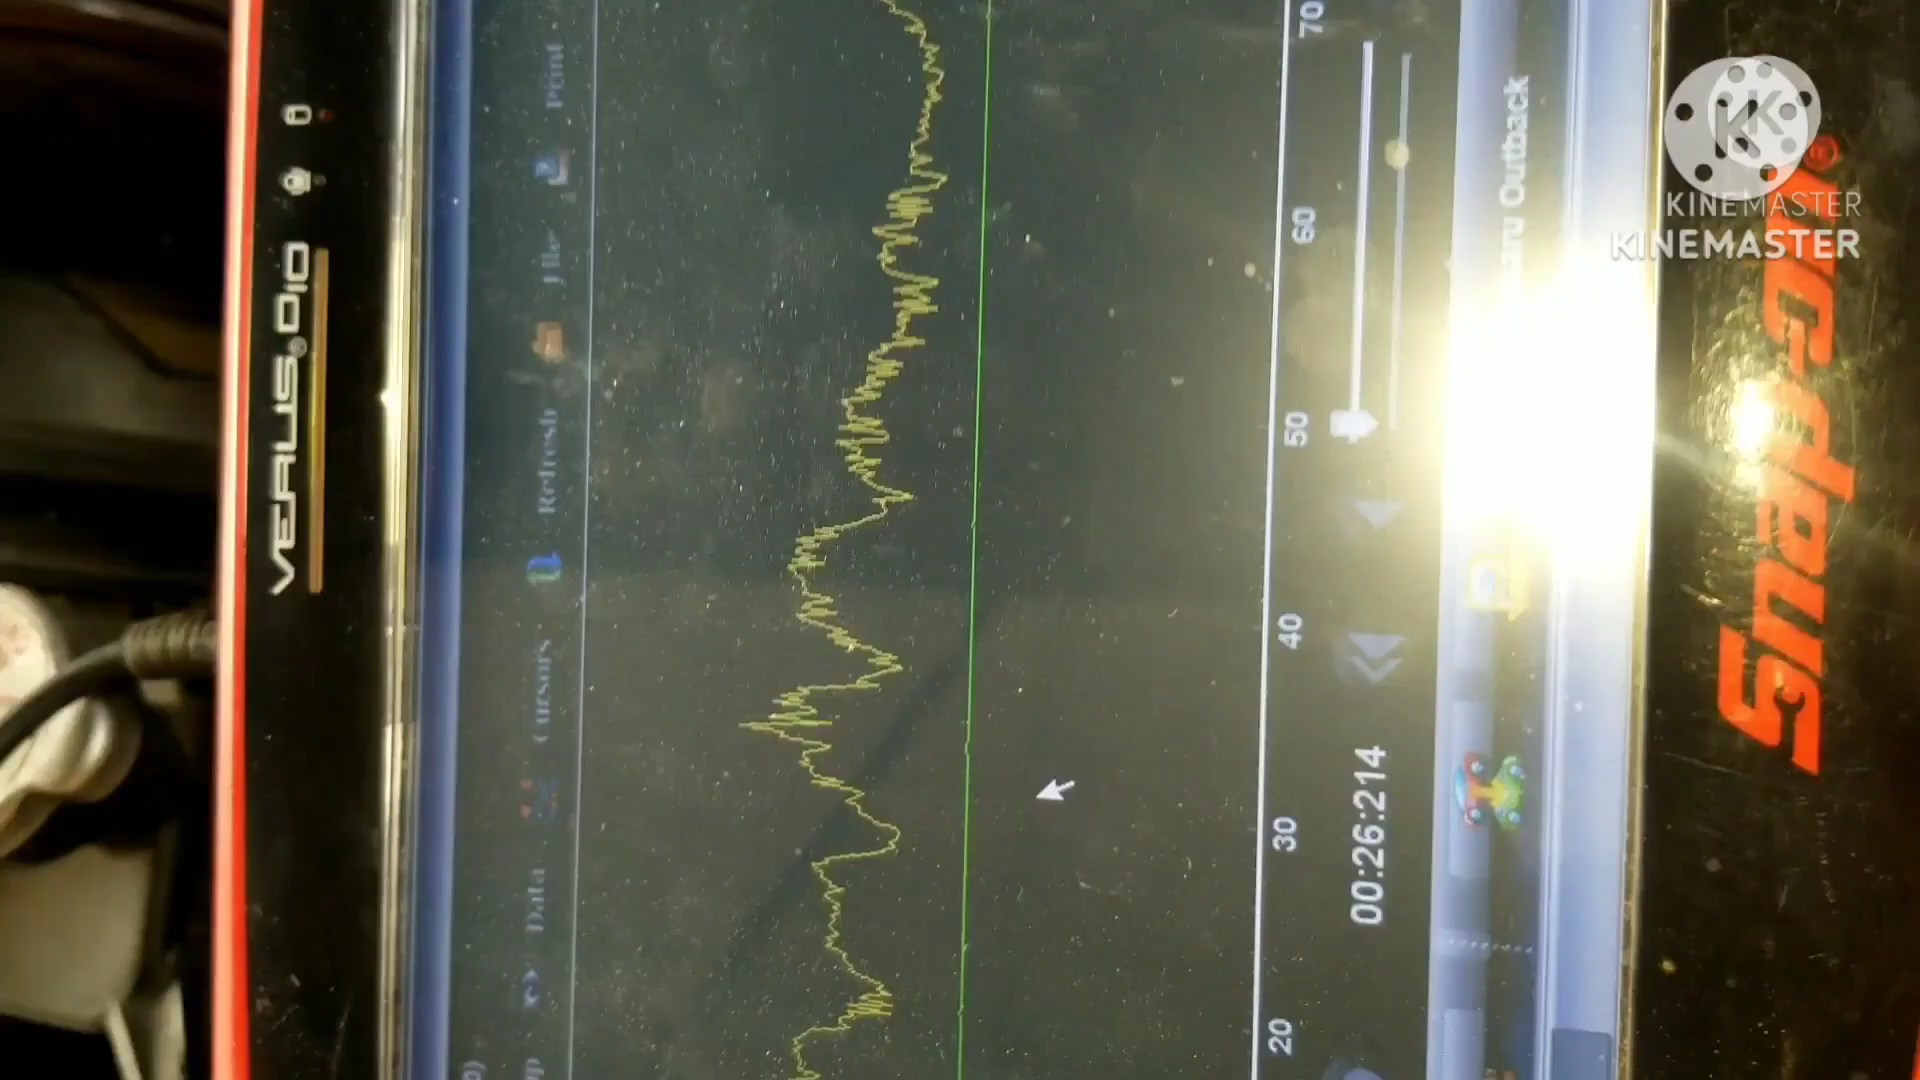 VERUS.PRO
Data
Cursors
Refresh
File
Print
20
30
40
50
60
70
00:26:214
Outback
Snap-on®
KINEMASTER
KINEMASTER